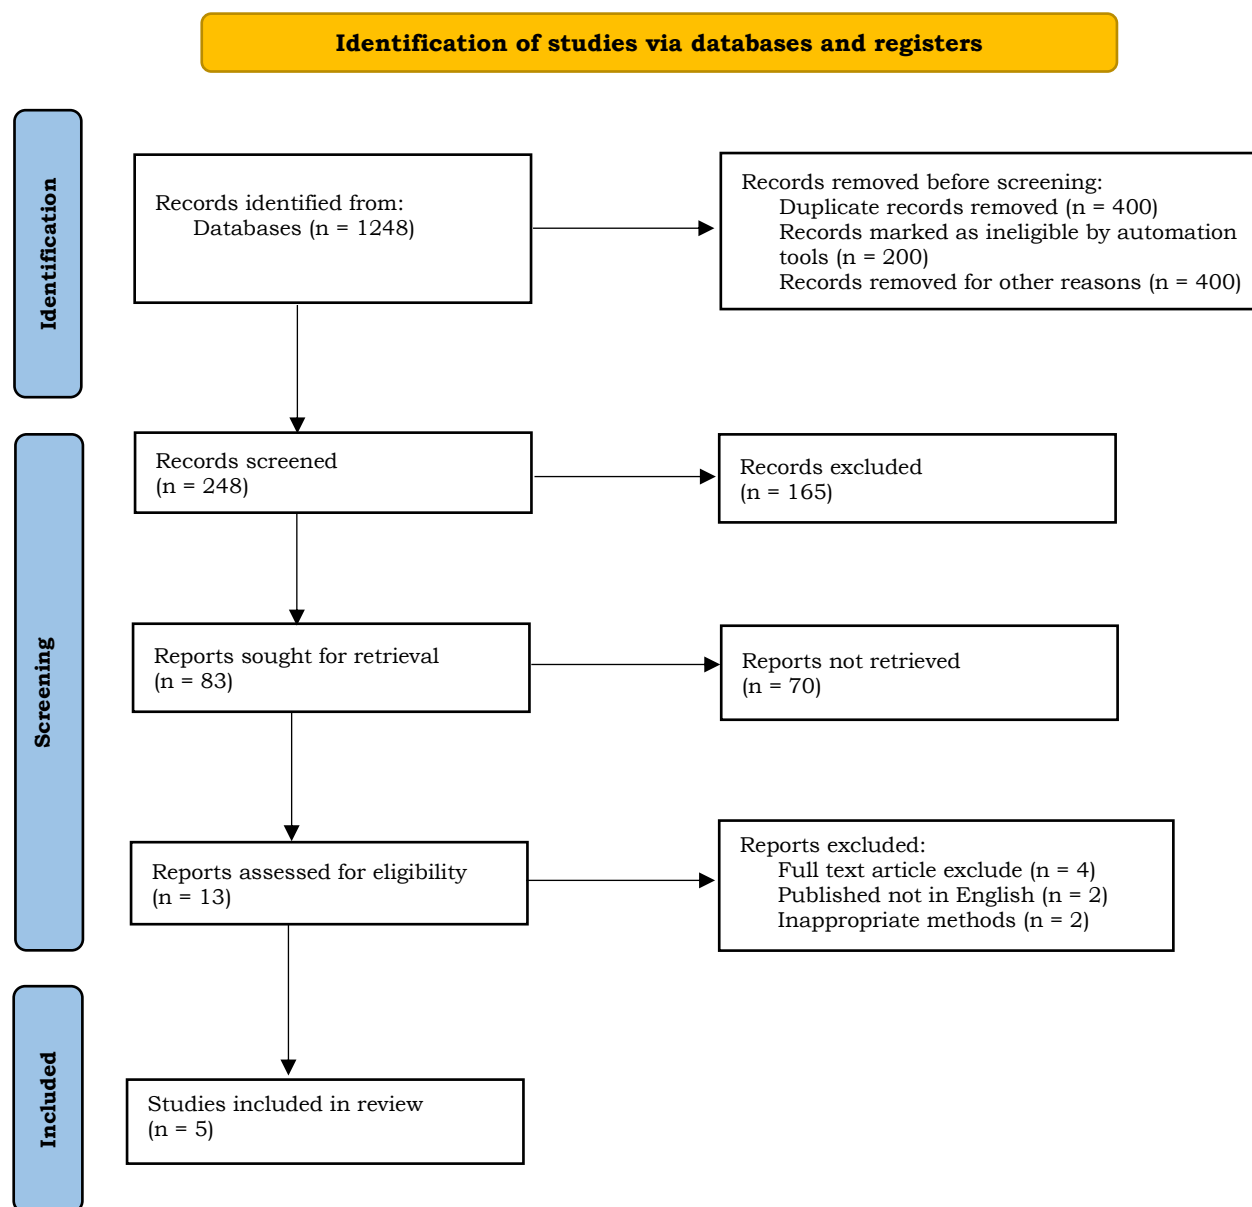 Identification of studies via databases and registers
Identification
Records identified from:
Databases (n = 1248)
Records removed before screening:
Duplicate records removed (n = 400)
Records marked as ineligible by automation
tools (n = 200)
Records removed for other reasons (n = 400)
Screening
Records screened
(n = 248)
Records excluded
(n = 165)
Reports sought for retrieval
(n = 83)
Reports not retrieved
(n = 70)
Reports assessed for eligibility
(n = 13)
Reports excluded:
Full text article exclude (n = 4)
Published not in English (n = 2)
Inappropriate methods (n = 2)
Included
Studies included in review
(n = 5)